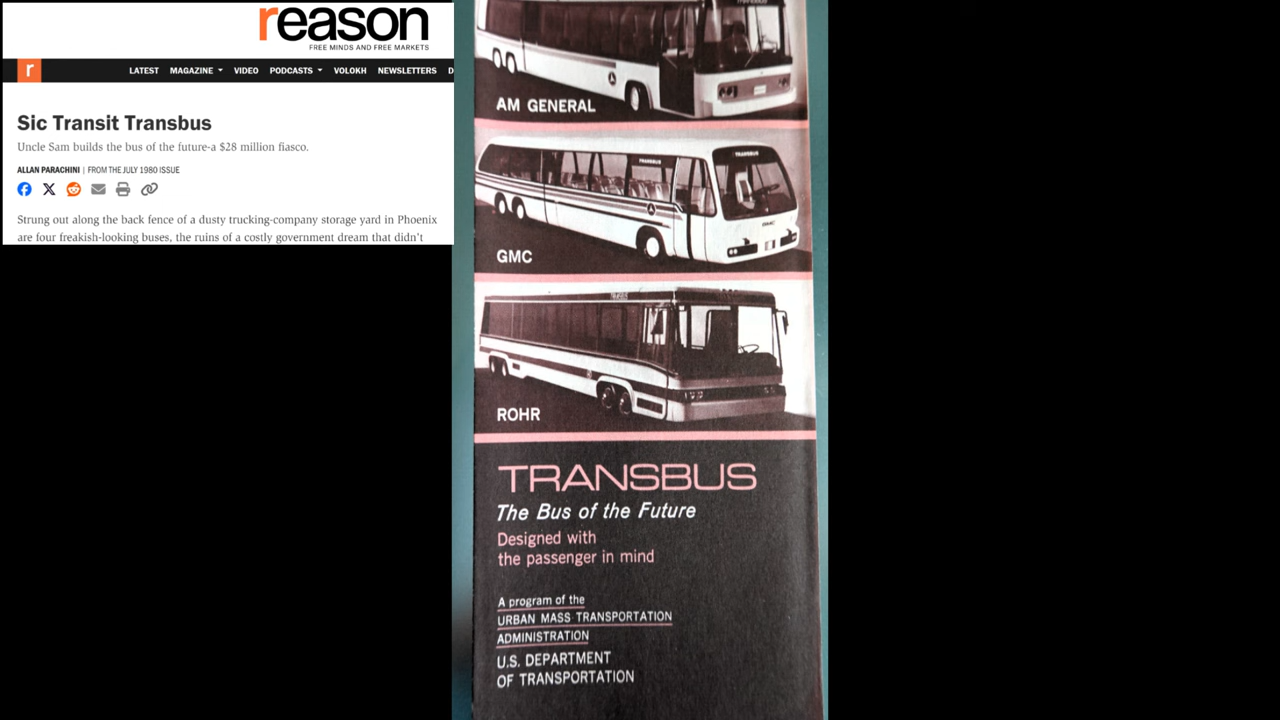 reason
FREE MINDS AND FREE MARKETS
r
LATEST MAGAZINE VIDEO PODCASTS VOLOKH NEWSLETTERS D
Sic Transit Transbus
Uncle Sam builds the bus of the future-a $28 million fiasco.
ALLAN PARACHINI | FROM THE JULY 1980 ISSUE
Strung out along the back fence of a dusty trucking-company storage yard in Phoenix
are four freakish-looking buses, the ruins of a costly government dream that didn't
TRANSBUS
AM GENERAL
TRANSBUS
TRANSBUS
GMC
GMC
ROHR
TRANSBUS
The Bus of the Future
Designed with
the passenger in mind
A program of the
URBAN MASS TRANSPORTATION
ADMINISTRATION
U.S. DEPARTMENT
OF TRANSPORTATION